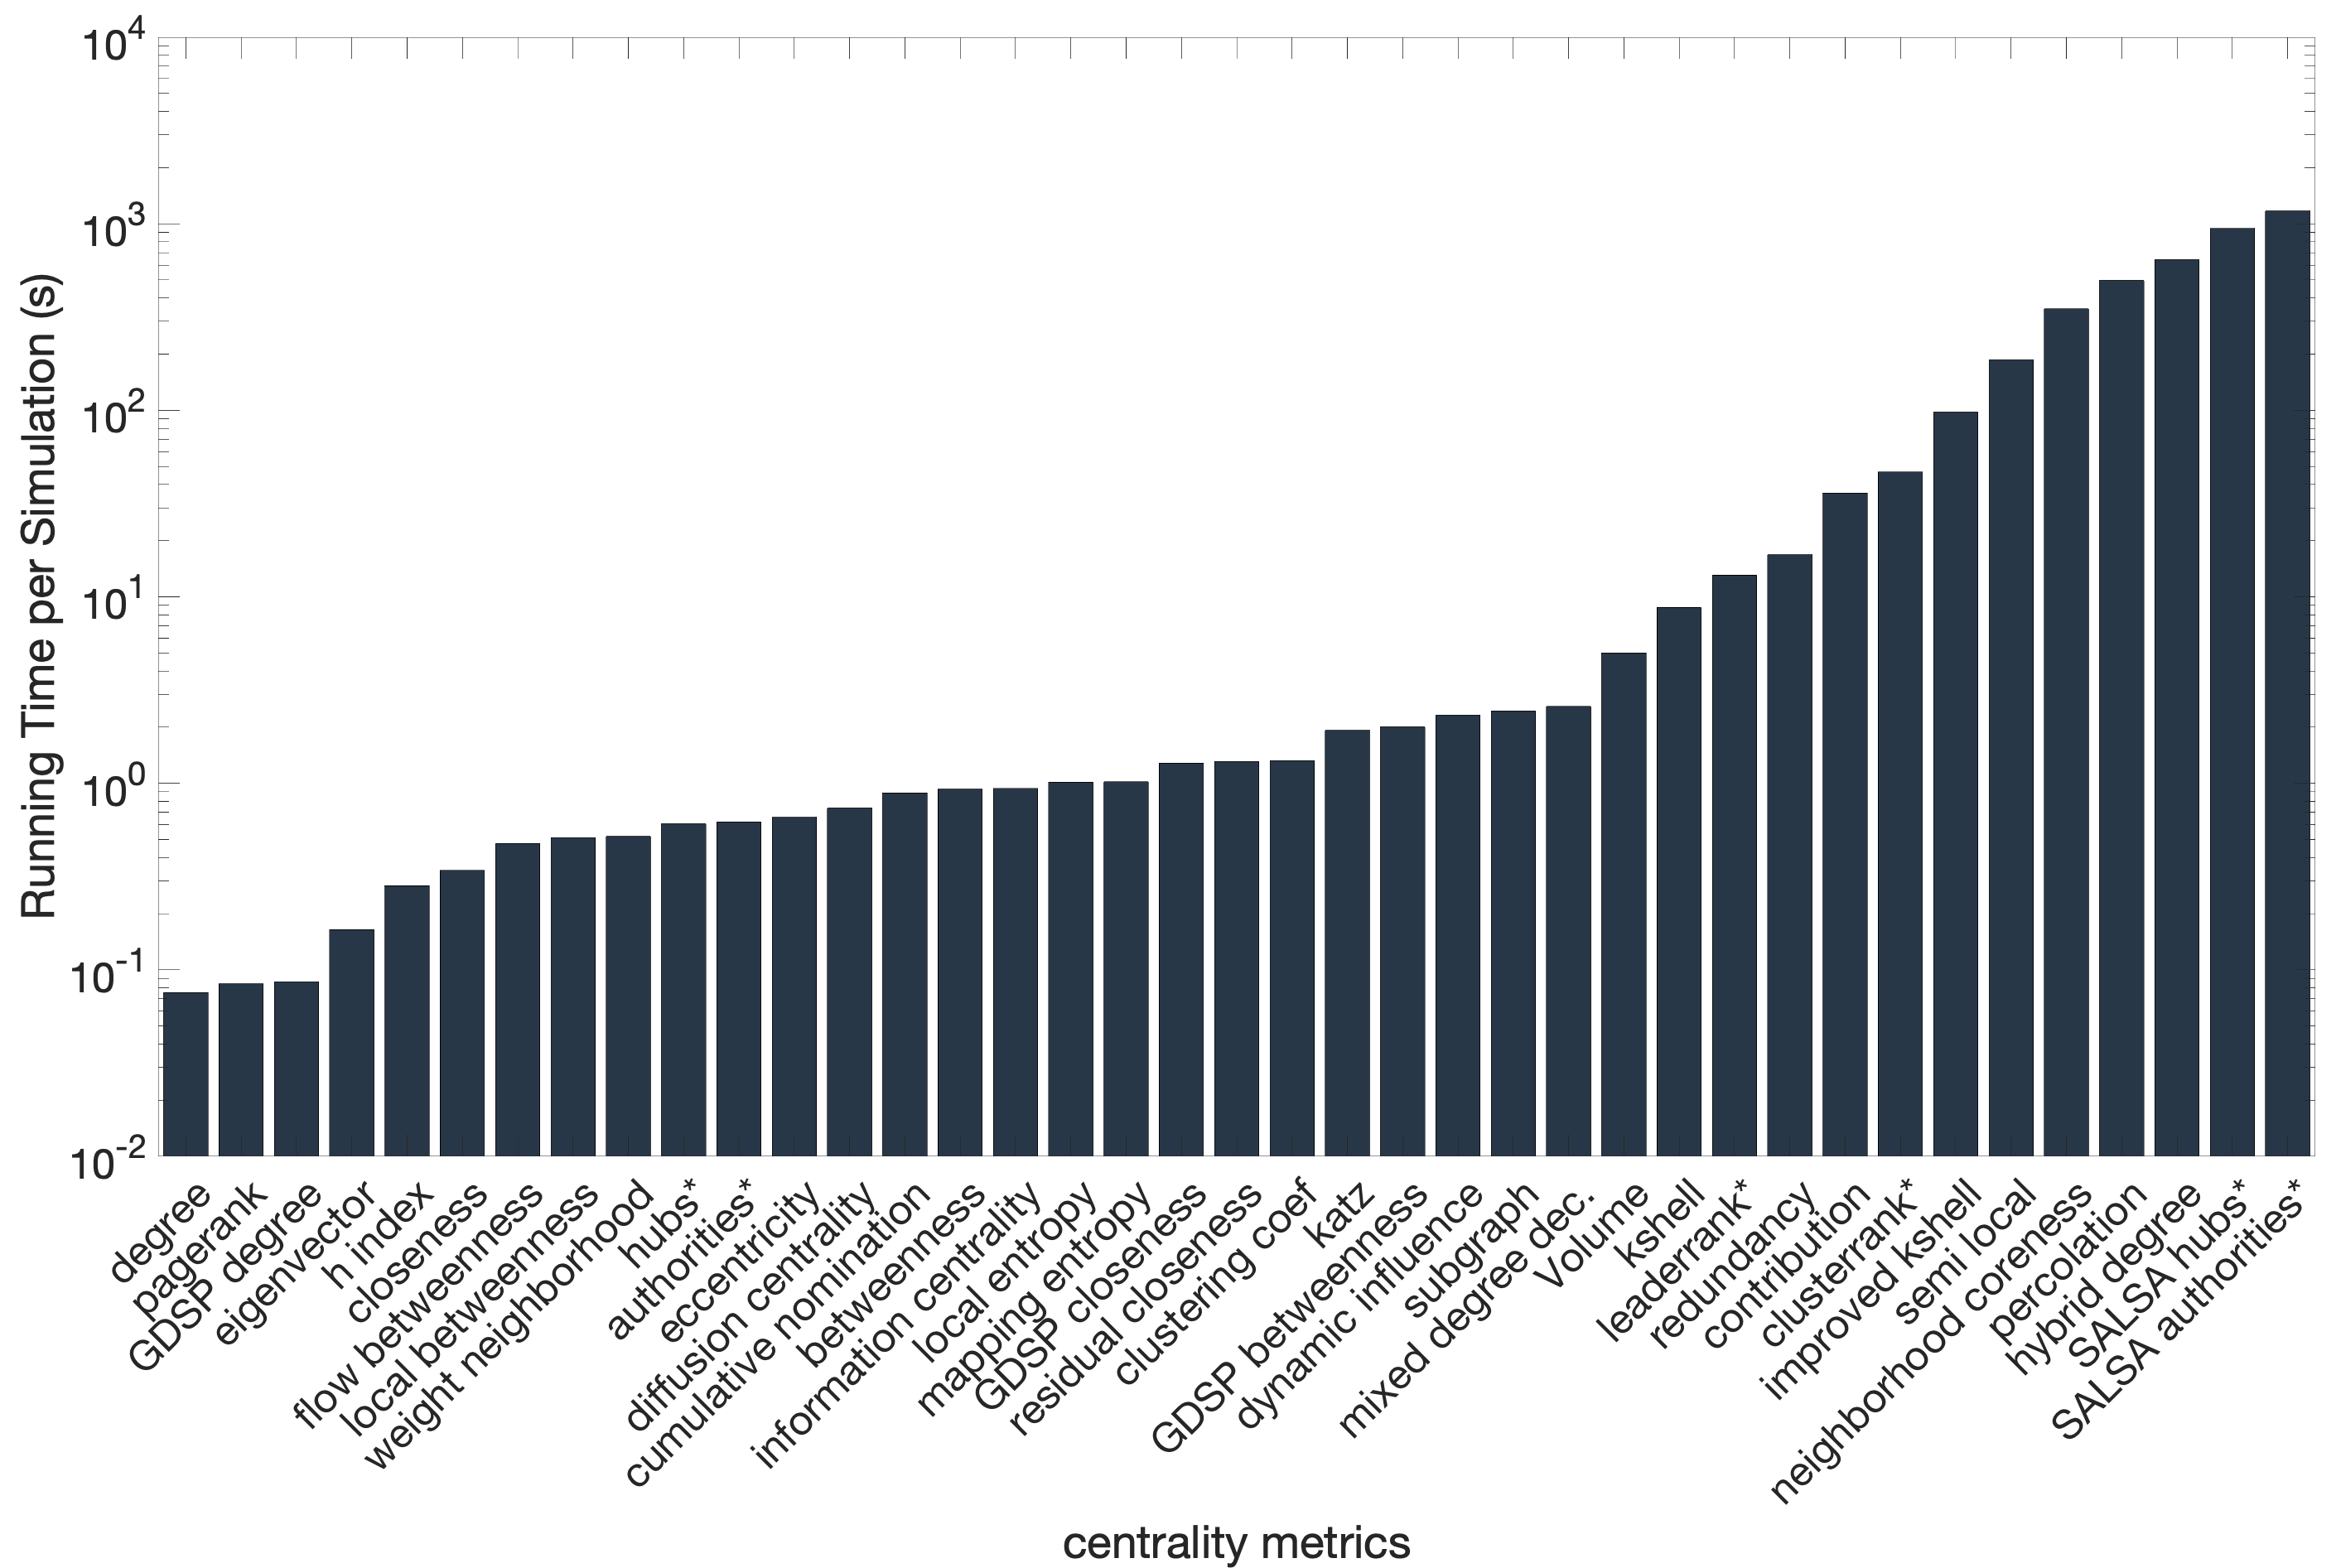 Running Time per Simulation (s)
10^4
10^3
10^2
10^1
10^0
10^-1
10^-2
degree
pagerank
GDSP degree
eigenvector
h index
closeness
flow betweenness
local betweenness
weight neighborhood
hubs*
authorities*
eccentricity
diffusion centrality
cumulative nomination
betweenness
information centrality
local entropy
mapping entropy
GDSP closeness
residual closeness
clustering coef
katz
GDSP betweenness
dynamic influence
subgraph
mixed degree dec.
Volume
kshell
leaderrank*
redundancy
contribution
clusterrank*
improved kshell
semi local
neighborhood coreness
percolation
hybrid degree
SALSA hubs*
SALSA authorities*
centrality metrics